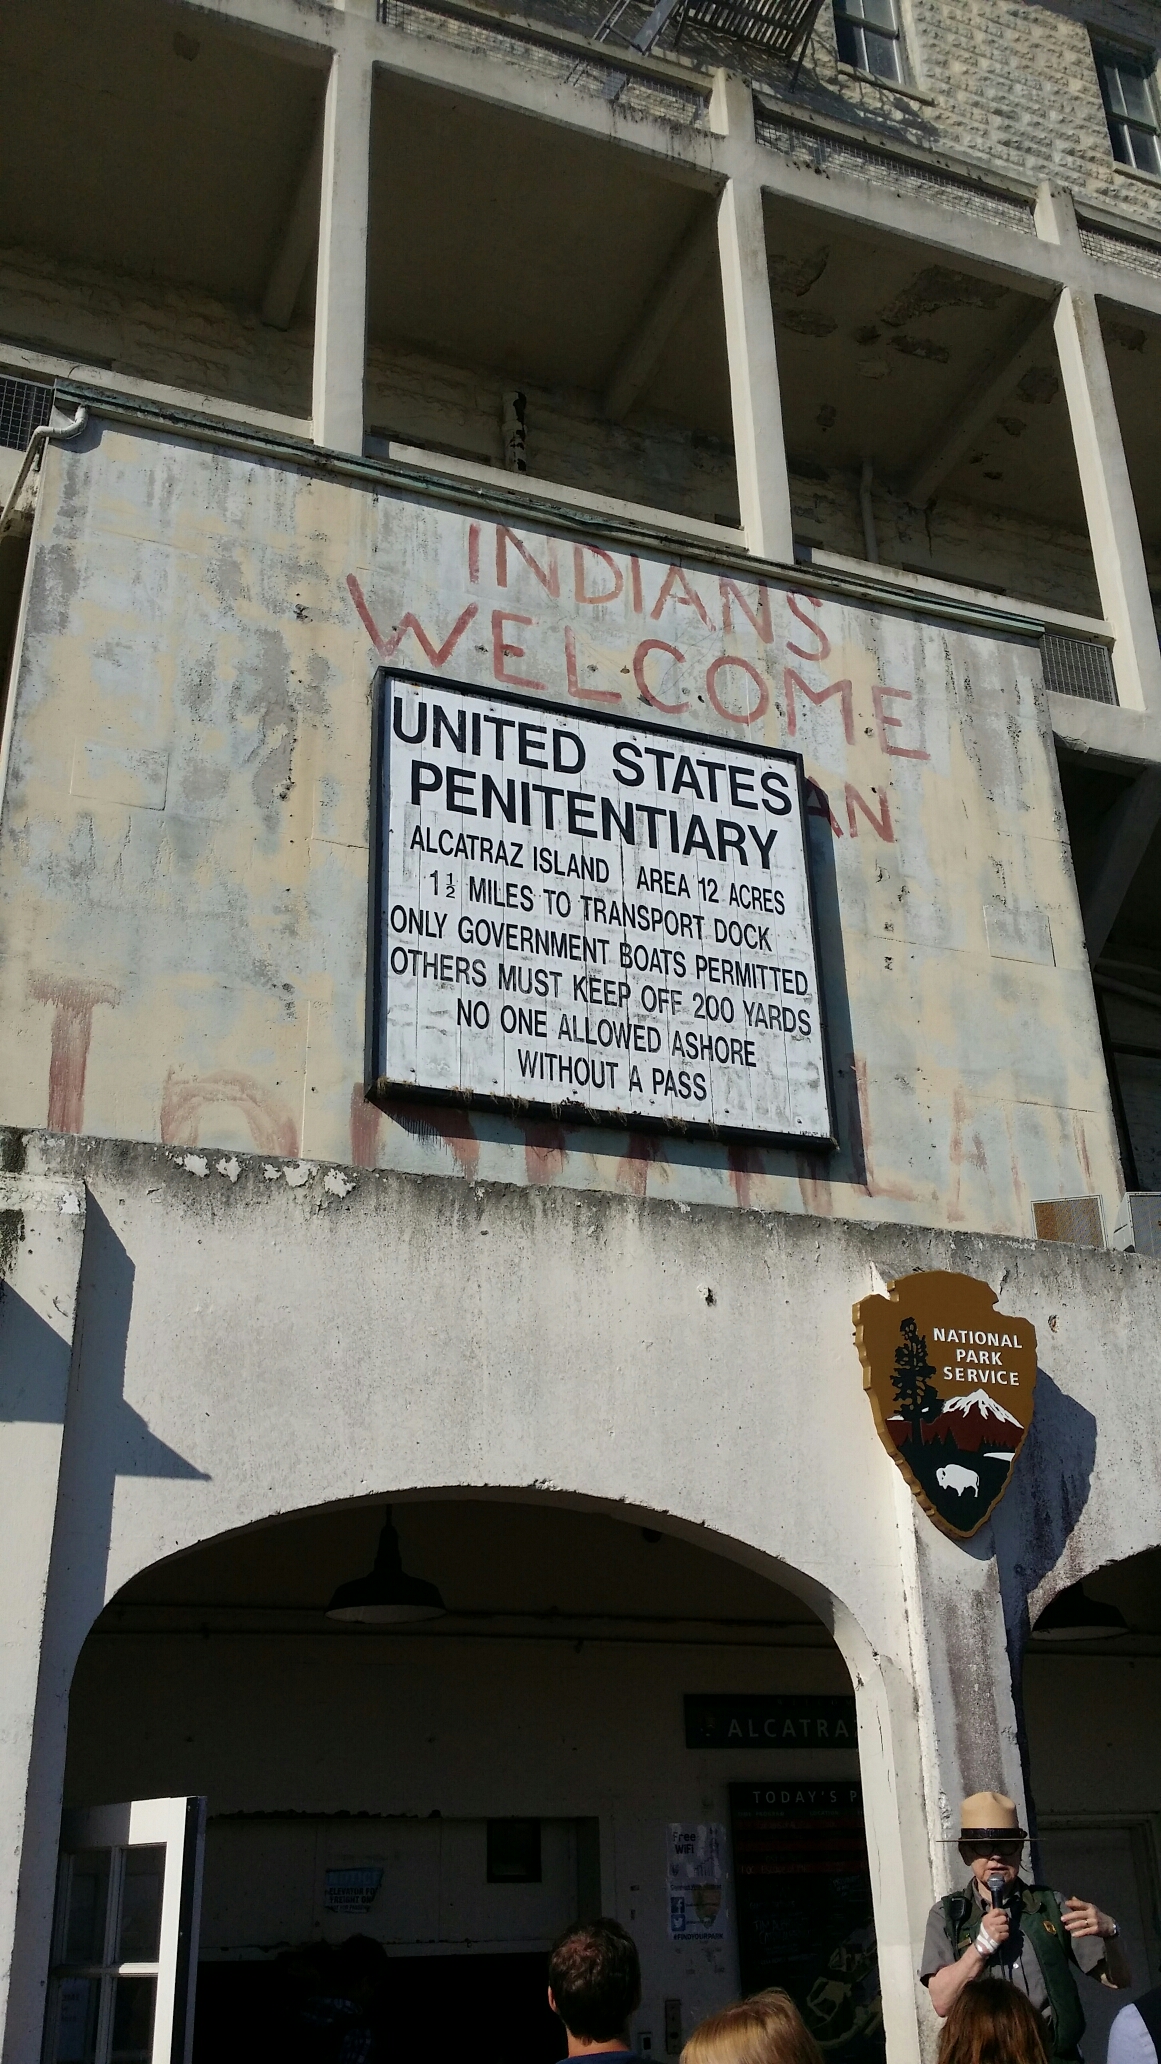 INDIANS
WELCOME
UNITED STATES
PENITENTIARY
AN
ALCATRAZ ISLAND AREA 12 ACRES
1½ MILES TO TRANSPORT DOCK
ONLY GOVERNMENT BOATS PERMITTED
OTHERS MUST KEEP OFF 200 YARDS
NO ONE ALLOWED ASHORE
WITHOUT A PASS
NATIONAL
PARK
SERVICE
ALCATRA
TODAY'S P
Free
WiFi
#FINDYOURPARK